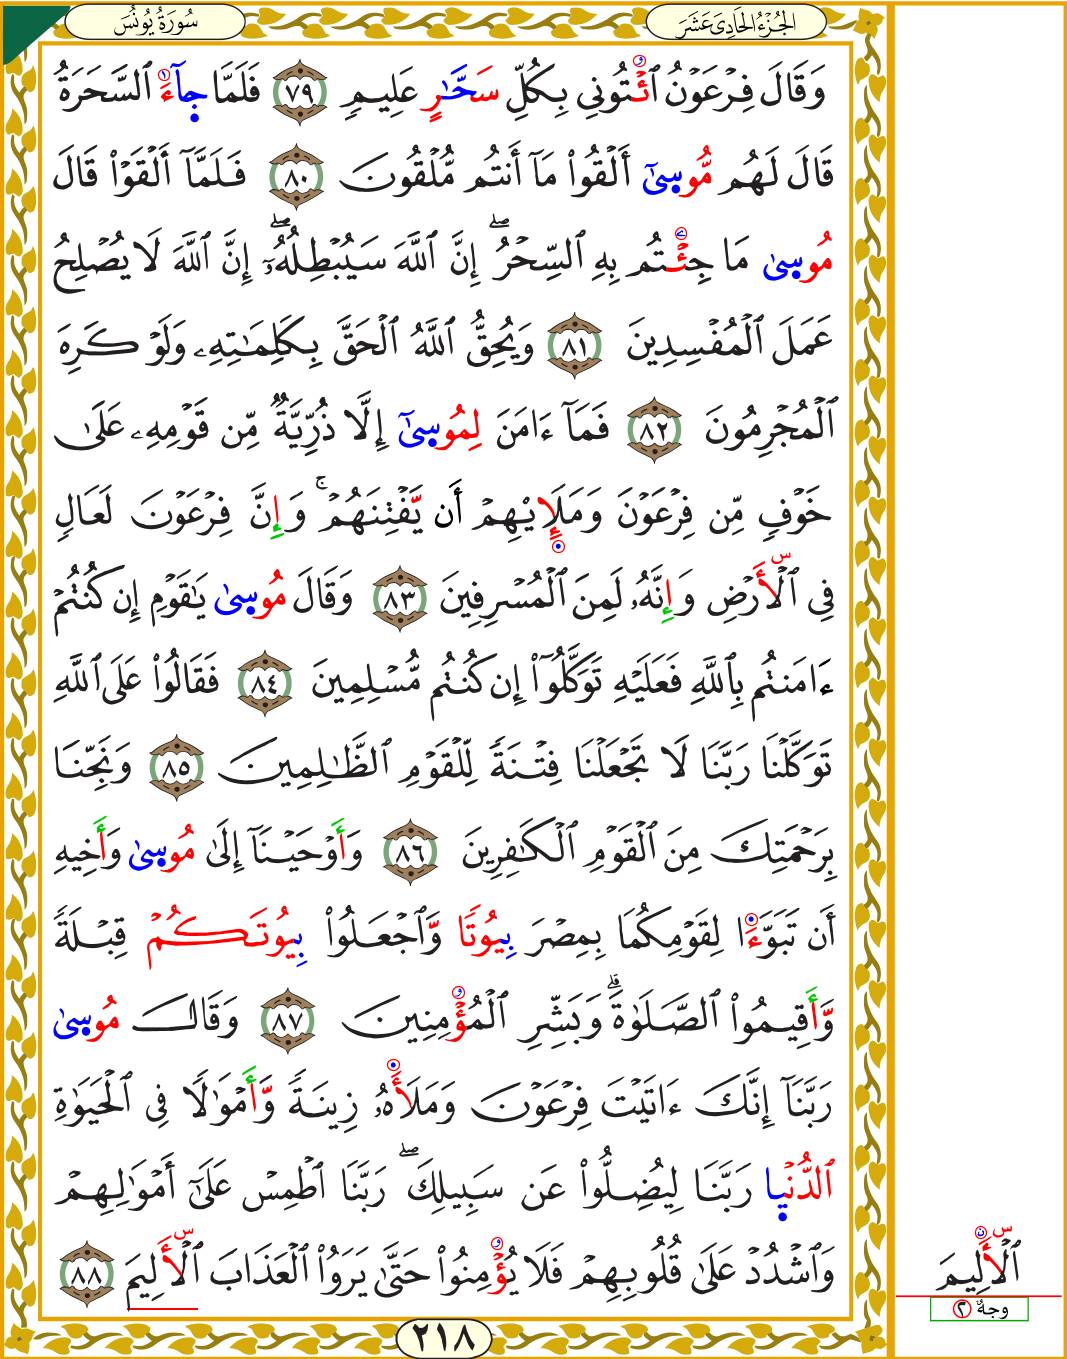 الجُزْءُ الحَادِىَ عَشَرَ
سُورَةُ يُونُسَ
وَقَالَ فِرْعَوْنُ ٱئْتُونِي بِكُلِّ سَحَّـٰرٍ عَلِيمٖ ٧٩ فَلَمَّا جَآءَ ٱلسَّحَرَةُ
قَالَ لَهُم مُّوسَىٰٓ أَلْقُوا۟ مَآ أَنتُم مُّلْقُونَ ٨٠ فَلَمَّآ أَلْقَوْا۟ قَالَ
مُوسَىٰ مَا جِئْتُم بِهِ ٱلسِّحْرُۖ إِنَّ ٱللَّهَ سَيُبْطِلُهُۥٓۖ إِنَّ ٱللَّهَ لَا يُصْلِحُ
عَمَلَ ٱلْمُفْسِدِينَ ٨١ وَيُحِقُّ ٱللَّهُ ٱلْحَقَّ بِكَلِمَـٰتِهِۦ وَلَوْ كَرِهَ
ٱلْمُجْرِمُونَ ٨٢ فَمَآ ءَامَنَ لِمُوسَىٰٓ إِلَّا ذُرِّيَّةٞ مِّن قَوْمِهِۦ عَلَىٰ
خَوْفٖ مِّن فِرْعَوْنَ وَمَلَإِيْهِمْ أَن يَّفْتِنَهُمْۚ وَإِنَّ فِرْعَوْنَ لَعَالٖ
فِى ٱلْأَرْضِ وَإِنَّهُۥ لَمِنَ ٱلْمُسْرِفِينَ ٨٣ وَقَالَ مُوسَىٰ يَـٰقَوْمِ إِن كُنتُمْ
ءَامَنتُم بِٱللَّهِ فَعَلَيْهِ تَوَكَّلُوٓا۟ إِن كُنتُم مُّسْلِمِينَ ٨٤ فَقَالُوا۟ عَلَى ٱللَّهِ
تَوَكَّلْنَا رَبَّنَا لَا تَجْعَلْنَا فِتْنَةٗ لِّلْقَوْمِ ٱلظَّـٰلِمِينَ ٨٥ وَنَجِّنَا
بِرَحْمَتِكَ مِنَ ٱلْقَوْمِ ٱلْكَـٰفِرِينَ ٨٦ وَأَوْحَيْنَآ إِلَىٰ مُوسَىٰ وَأَخِيهِ
أَن تَبَوَّءَا لِقَوْمِكُمَا بِمِصْرَ بِيُوتٗا وَّٱجْعَلُوا۟ بِيُوتَكُمْ قِبْلَةٗ
وَّأَقِيمُوا۟ ٱلصَّلَوٰةَۗ وَبَشِّرِ ٱلْمُؤْمِنِينَ ٨٧ وَقَالَ مُوسَىٰ
رَبَّنَآ إِنَّكَ ءَاتَيْتَ فِرْعَوْنَ وَمَلَأَهُۥ زِينَةٗ وَّأَمْوَٰلٗا فِى ٱلْحَيَوٰةِ
ٱلدُّنْيَا رَبَّنَا لِيُضِلُّوا۟ عَن سَبِيلِكَۖ رَبَّنَا ٱطْمِسْ عَلَىٰٓ أَمْوَٰلِهِمْ
وَٱشْدُدْ عَلَىٰ قُلُوبِهِمْ فَلَا يُؤْمِنُوا۟ حَتَّىٰ يَرَوُا۟ ٱلْعَذَابَ ٱلْأَلِيمَ ٨٨
ٱلْأَلِيمَ
وجهٌ ٢
٢١٨